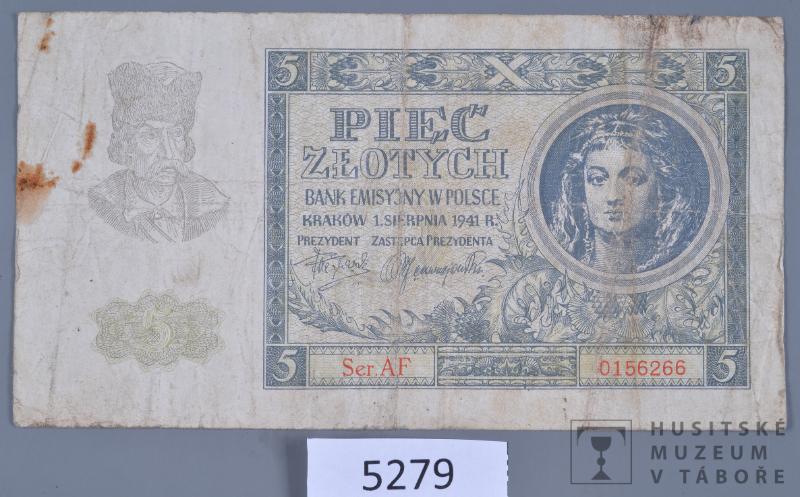 5 5
PIĘĆ
ZŁOTYCH
BANK EMISYJNY W POLSCE
KRAKÓW 1. SIERPNIA 1941 R.
PREZYDENT ZASTĘPCA PREZYDENTA
5
5 Ser. AF 0156266 5
5279
HUSITSKÉ
MUZEUM
V TÁBOŘE